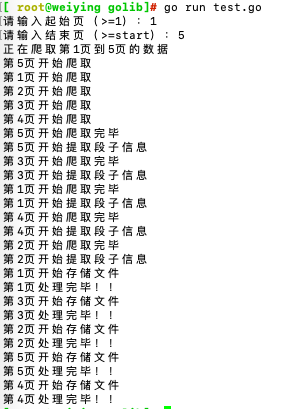 [[ root@weiying golib]# go run test.go
请输入起始页 (>=1) : 1
请输入结束页 (>=start) : 5
正在爬取第1页到5页的数据
第5页开始爬取
第1页开始爬取
第2页开始爬取
第3页开始爬取
第4页开始爬取
第5页开始爬取完毕
第5页开始提取段子信息
第3页开始爬取完毕
第3页开始提取段子信息
第1页开始爬取完毕
第1页开始提取段子信息
第4页开始爬取完毕
第4页开始提取段子信息
第2页开始爬取完毕
第2页开始提取段子信息
第1页开始存储文件
第1页处理完毕！！
第3页开始存储文件
第3页处理完毕！！
第2页开始存储文件
第2页处理完毕！！
第5页开始存储文件
第5页处理完毕！！
第4页开始存储文件
第4页处理完毕！！